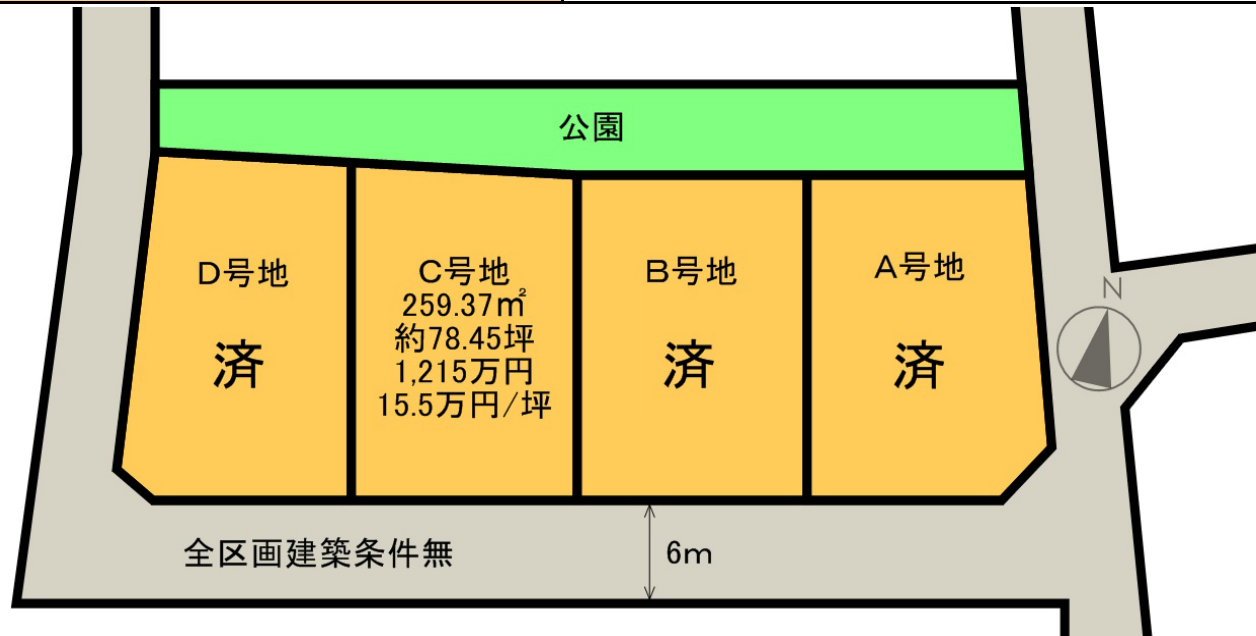 公園
D号地
済
C号地
259.37㎡
約78.45坪
1,215万円
15.5万円/坪
B号地
済
A号地
済
N
全区画建築条件無
6m